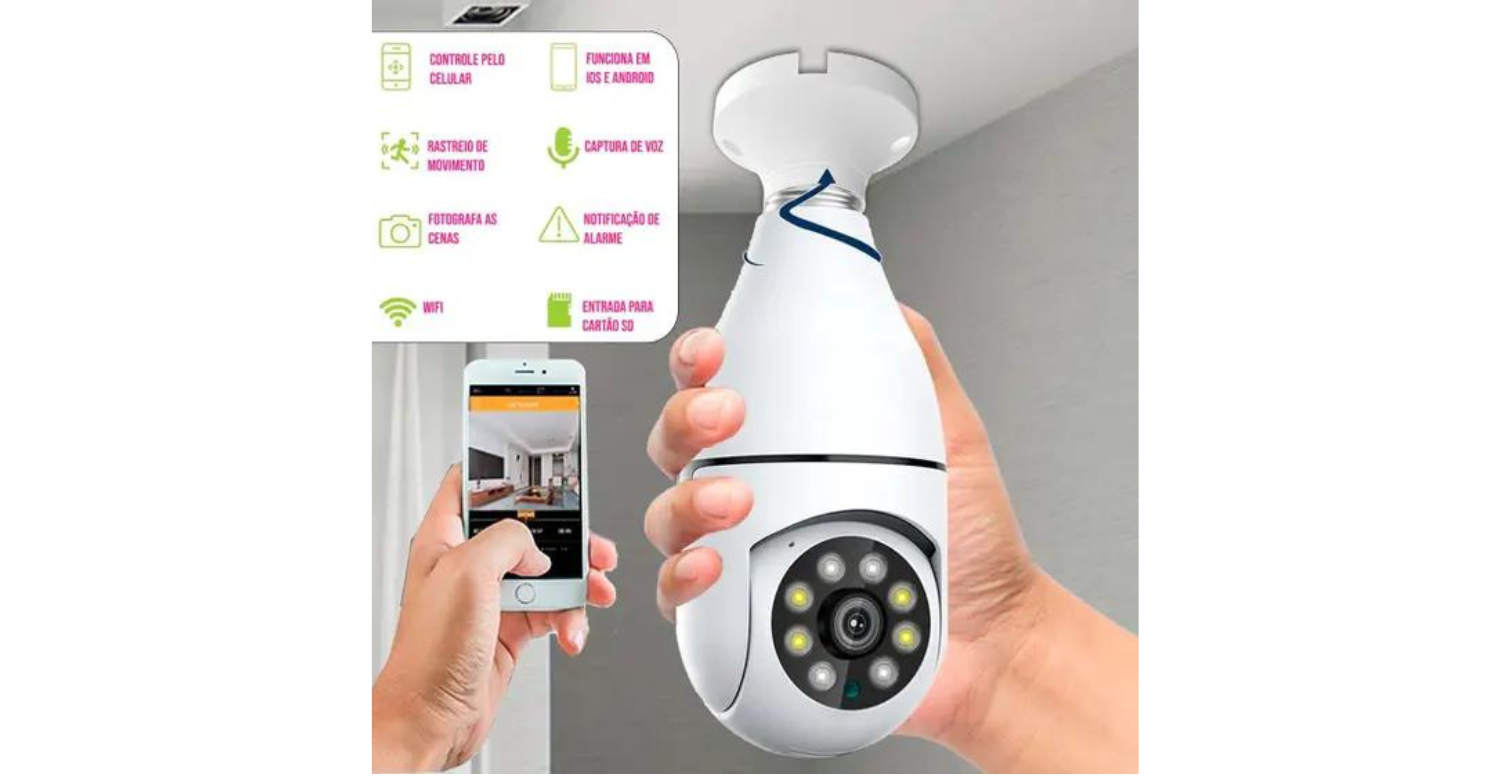 CONTROLE PELO
CELULAR
FUNCIONA EM
IOS E ANDROID
RASTREIO DE
MOVIMENTO
CAPTURA DE VOZ
FOTOGRAFA AS
CENAS
NOTIFICAÇÃO DE
ALARME
WIFI
ENTRADA PARA
CARTÃO SD